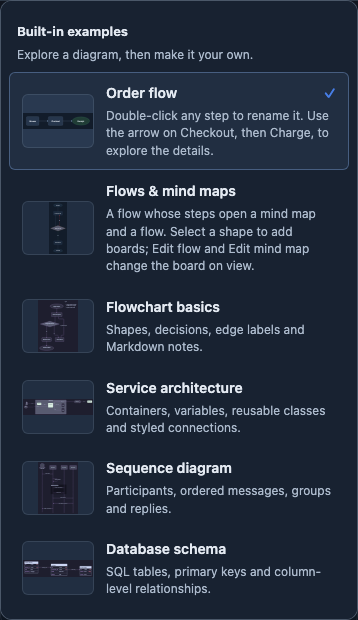 Built-in examples
Explore a diagram, then make it your own.
Order flow
Double-click any step to rename it. Use
the arrow on Checkout, then Charge, to
explore the details.
Flows & mind maps
A flow whose steps open a mind map
and a flow. Select a shape to add
boards; Edit flow and Edit mind map
change the board on view.
Flowchart basics
Shapes, decisions, edge labels and
Markdown notes.
Service architecture
Containers, variables, reusable classes
and styled connections.
Sequence diagram
Participants, ordered messages, groups
and replies.
Database schema
SQL tables, primary keys and column-
level relationships.